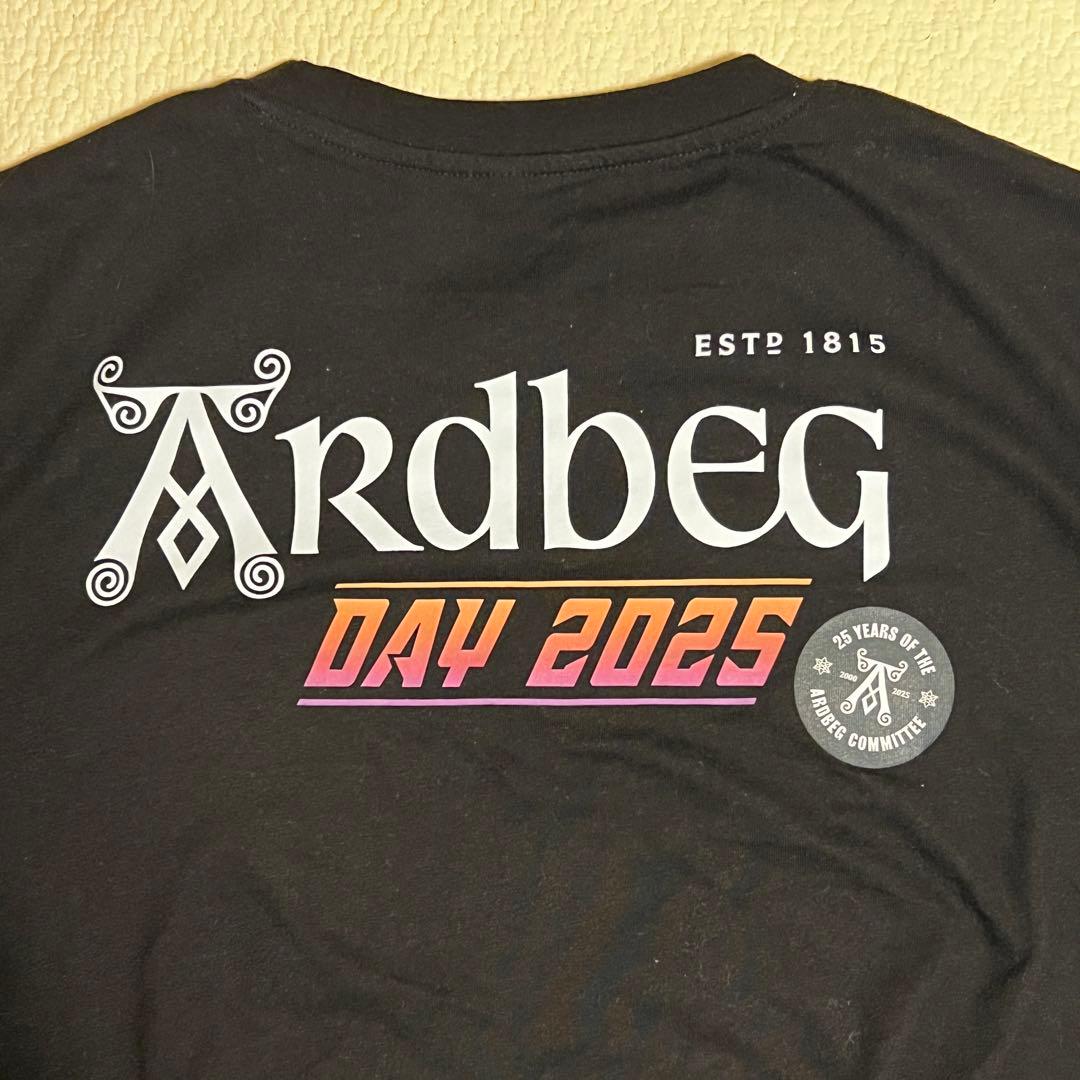 ESTD 1815
ARDBEG
DAY 2025
25 YEARS OF THE
2000 2025
ARDBEG COMMITTEE